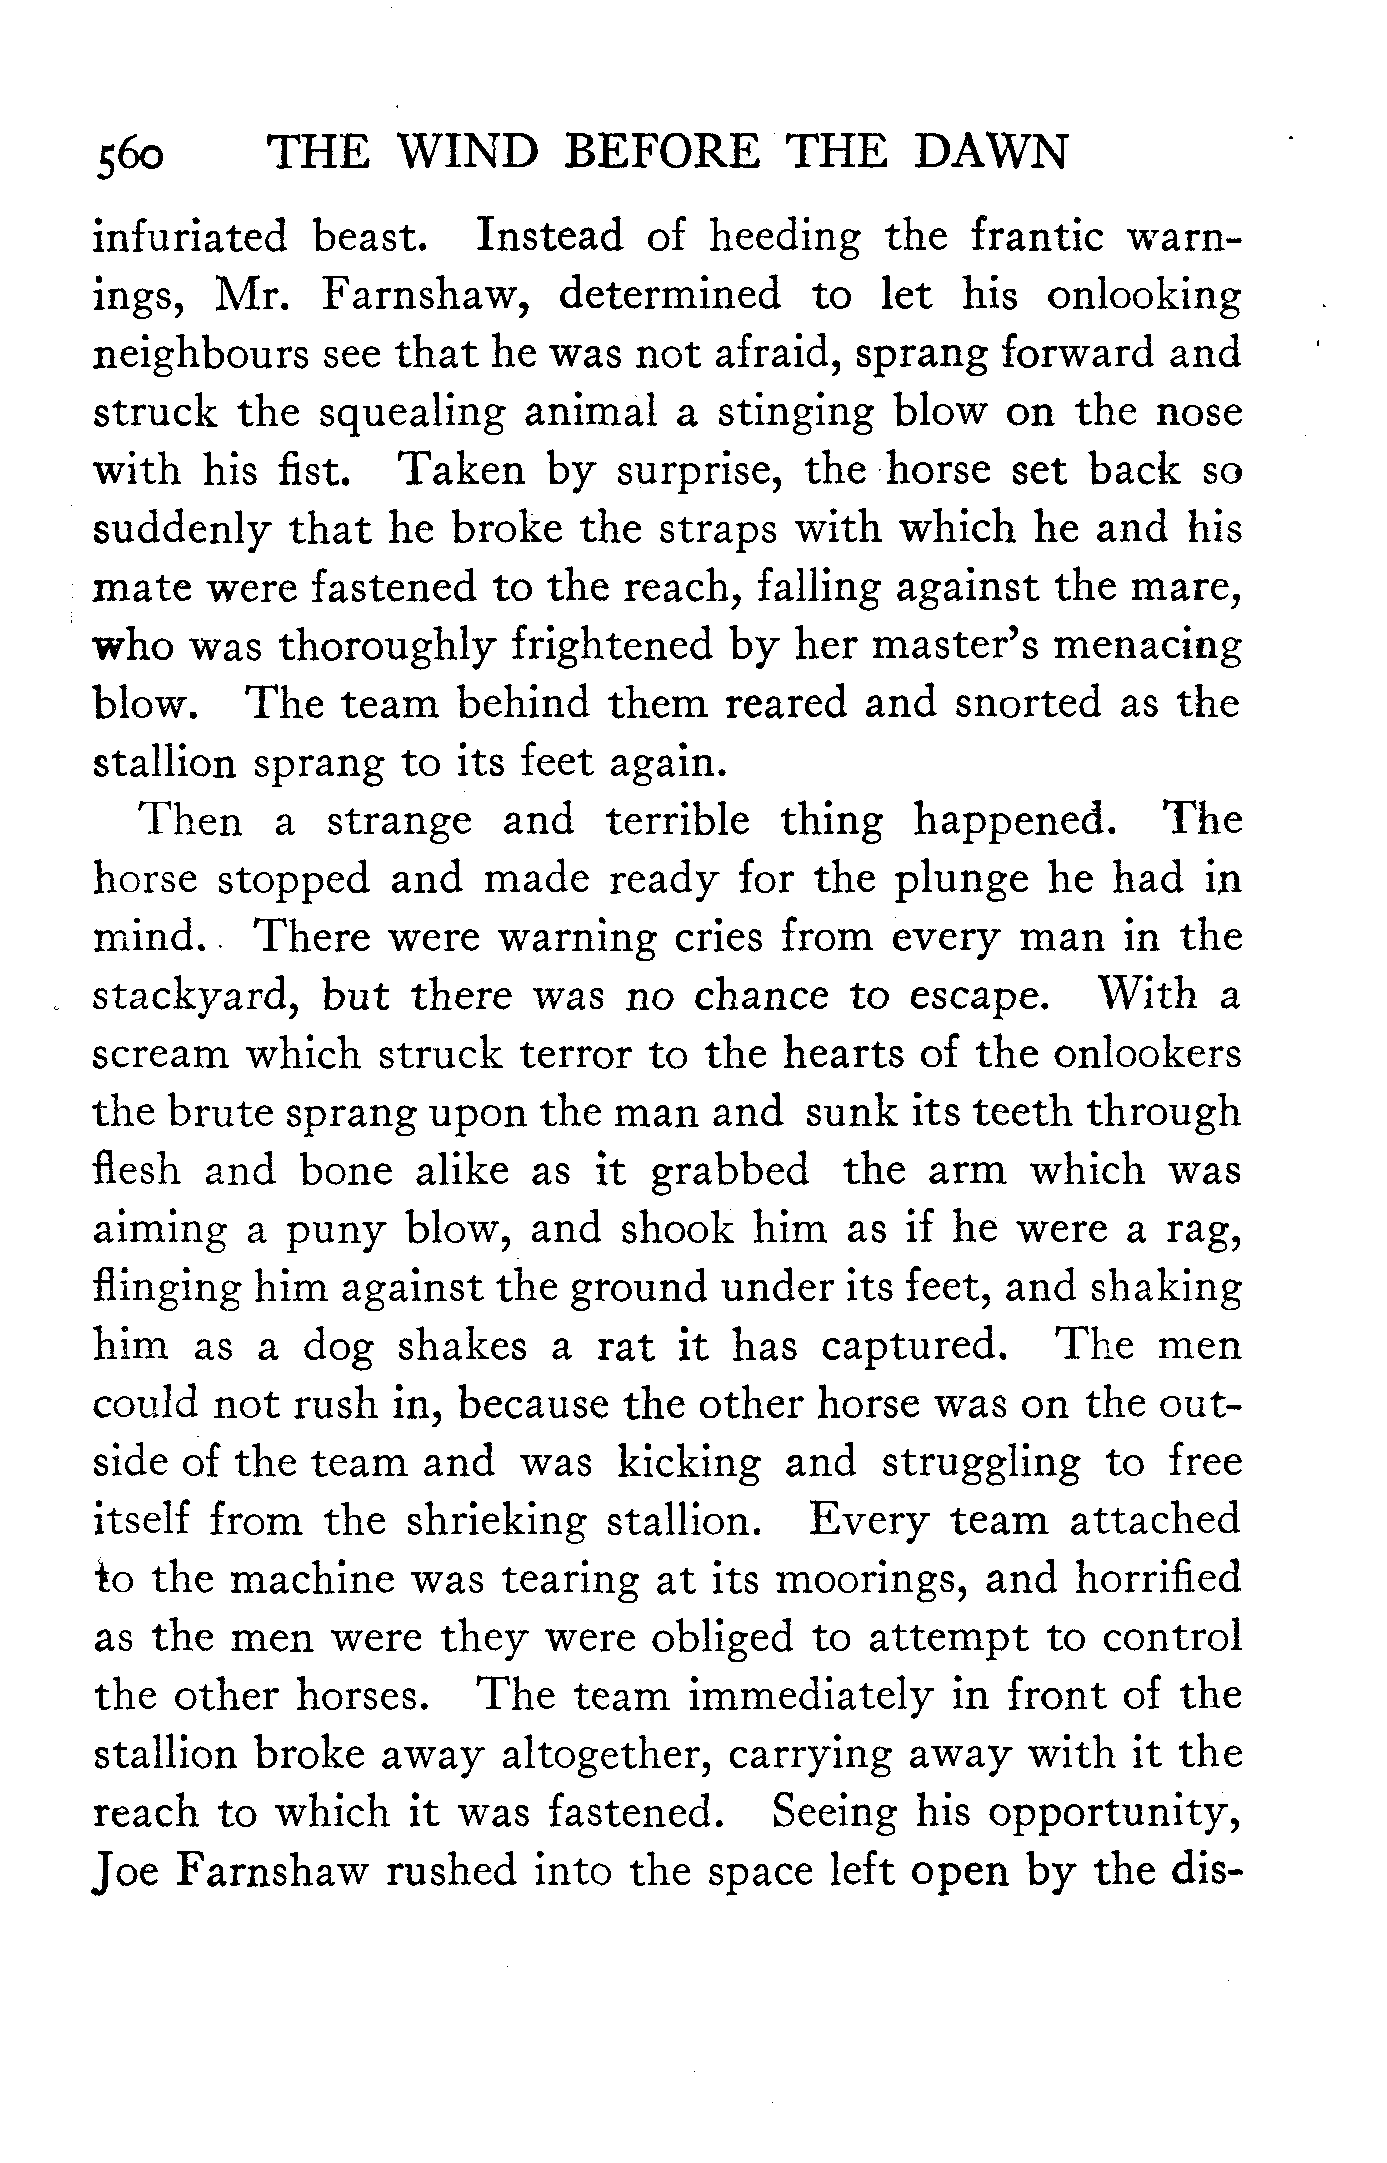 560 THE WIND BEFORE THE DAWN
infuriated beast. Instead of heeding the frantic warn-
ings, Mr. Farnshaw, determined to let his onlooking
neighbours see that he was not afraid, sprang forward and
struck the squealing animal a stinging blow on the nose
with his fist. Taken by surprise, the horse set back so
suddenly that he broke the straps with which he and his
mate were fastened to the reach, falling against the mare,
who was thoroughly frightened by her master's menacing
blow. The team behind them reared and snorted as the
stallion sprang to its feet again.
Then a strange and terrible thing happened. The
horse stopped and made ready for the plunge he had in
mind. There were warning cries from every man in the
stackyard, but there was no chance to escape. With a
scream which struck terror to the hearts of the onlookers
the brute sprang upon the man and sunk its teeth through
flesh and bone alike as it grabbed the arm which was
aiming a puny blow, and shook him as if he were a rag,
flinging him against the ground under its feet, and shaking
him as a dog shakes a rat it has captured. The men
could not rush in, because the other horse was on the out-
side of the team and was kicking and struggling to free
itself from the shrieking stallion. Every team attached
to the machine was tearing at its moorings, and horrified
as the men were they were obliged to attempt to control
the other horses. The team immediately in front of the
stallion broke away altogether, carrying away with it the
reach to which it was fastened. Seeing his opportunity,
Joe Farnshaw rushed into the space left open by the dis-